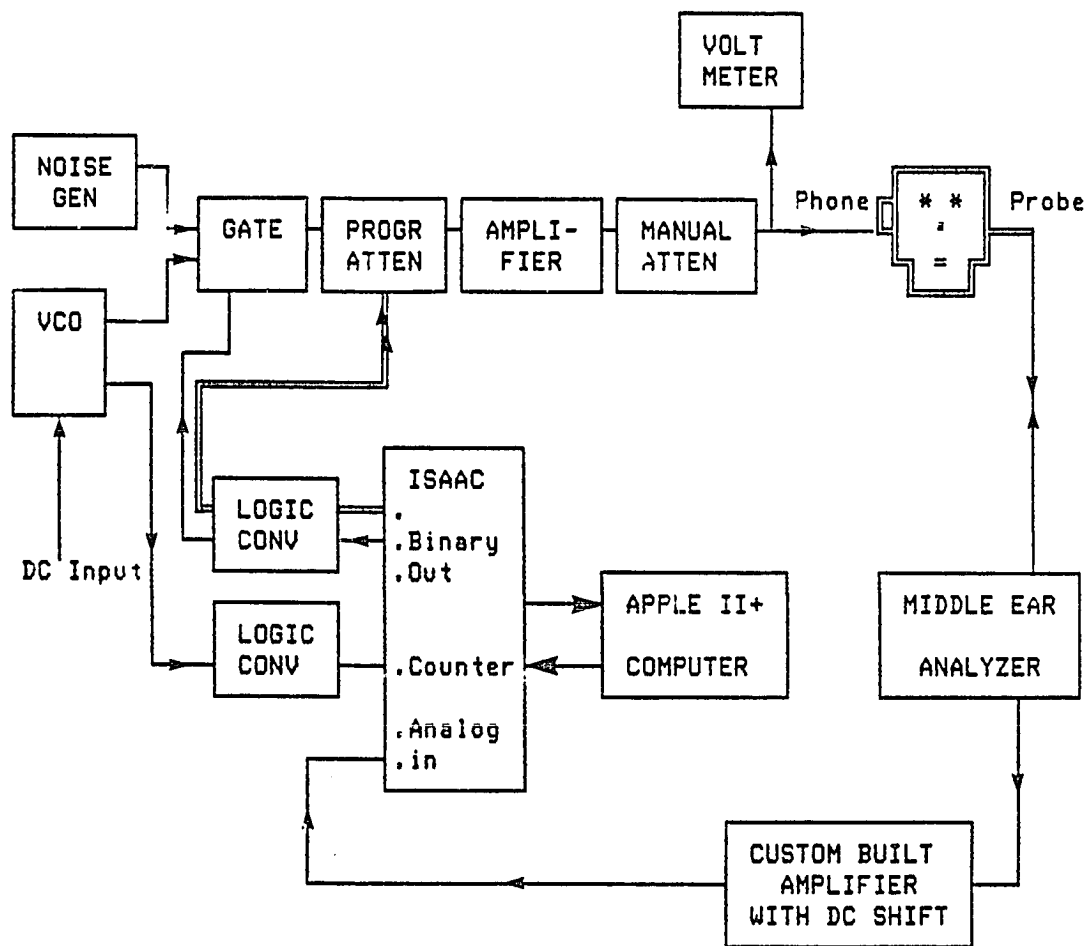 VOLT
METER
NOISE
GEN
GATE
PROGR
ATTEN
AMPLI-
FIER
MANUAL
ATTEN
Phone
* *
=
Probe
VCO
DC Input
LOGIC
CONV
LOGIC
CONV
ISAAC
.
.Binary
.Out
.Counter
.Analog
.in
APPLE II+
COMPUTER
MIDDLE EAR
ANALYZER
CUSTOM BUILT
AMPLIFIER
WITH DC SHIFT